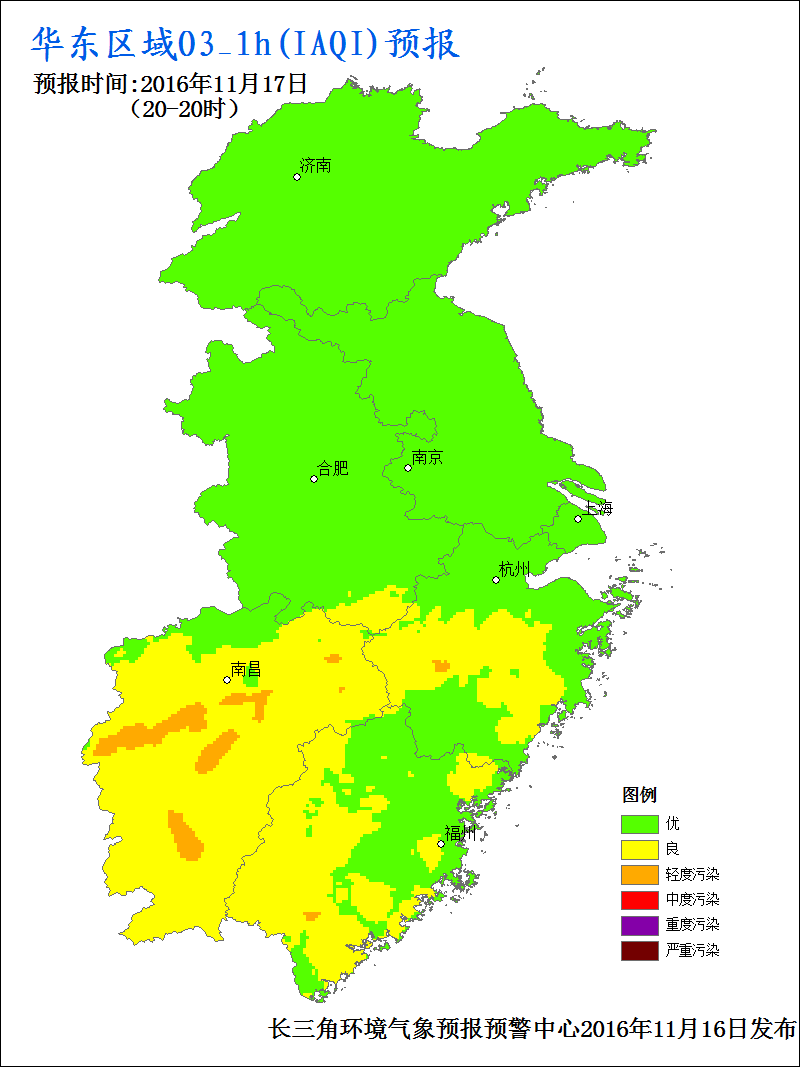 华东区域O3_1h(IAQI)预报
预报时间:2016年11月17日
（20-20时）
济南
南京
合肥
上海
杭州
南昌
图例
优
福州
良
轻度污染
中度污染
重度污染
严重污染
长三角环境气象预报预警中心2016年11月16日发布